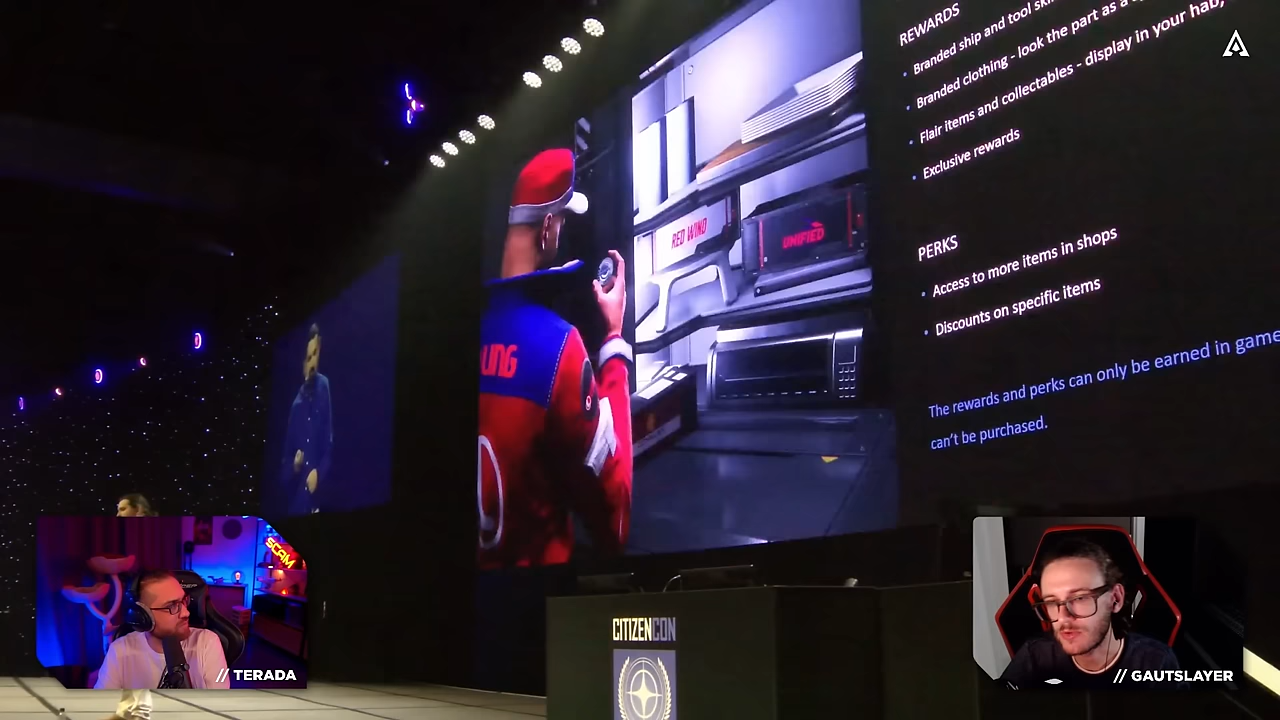 REWARDS
Branded ship and tool
Branded clothing - look the part as a
Flair items and collectables - display in your hab,
Exclusive rewards
PERKS
Access to more items in shops
Discounts on specific items
The rewards and perks can only be earned in game
can't be purchased.
RED WIND
UNIFIED
UNG
SCAM
CITIZENCON
// TERADA
// GAUTSLAYER